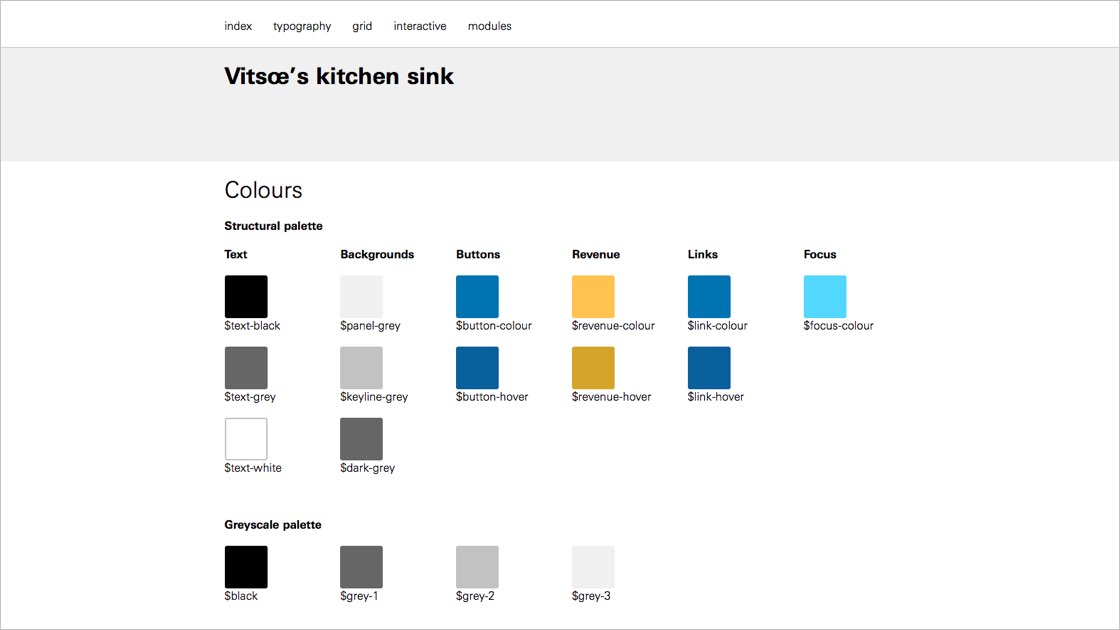 index typography grid interactive modules
Vitsœ’s kitchen sink
Colours
Structural palette
Text Backgrounds Buttons Revenue Links Focus
$text-black $panel-grey $button-colour $revenue-colour $link-colour $focus-colour
$text-grey $keyline-grey $button-hover $revenue-hover $link-hover
$text-white $dark-grey
Greyscale palette
$black $grey-1 $grey-2 $grey-3